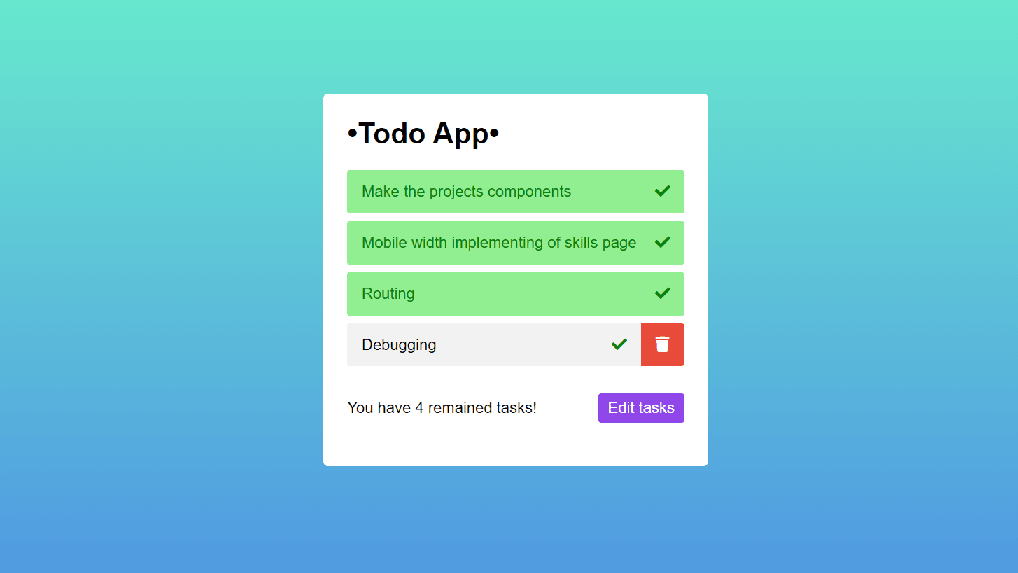 •Todo App•
Make the projects components
Mobile width implementing of skills page
Routing
Debugging
You have 4 remained tasks!
Edit tasks